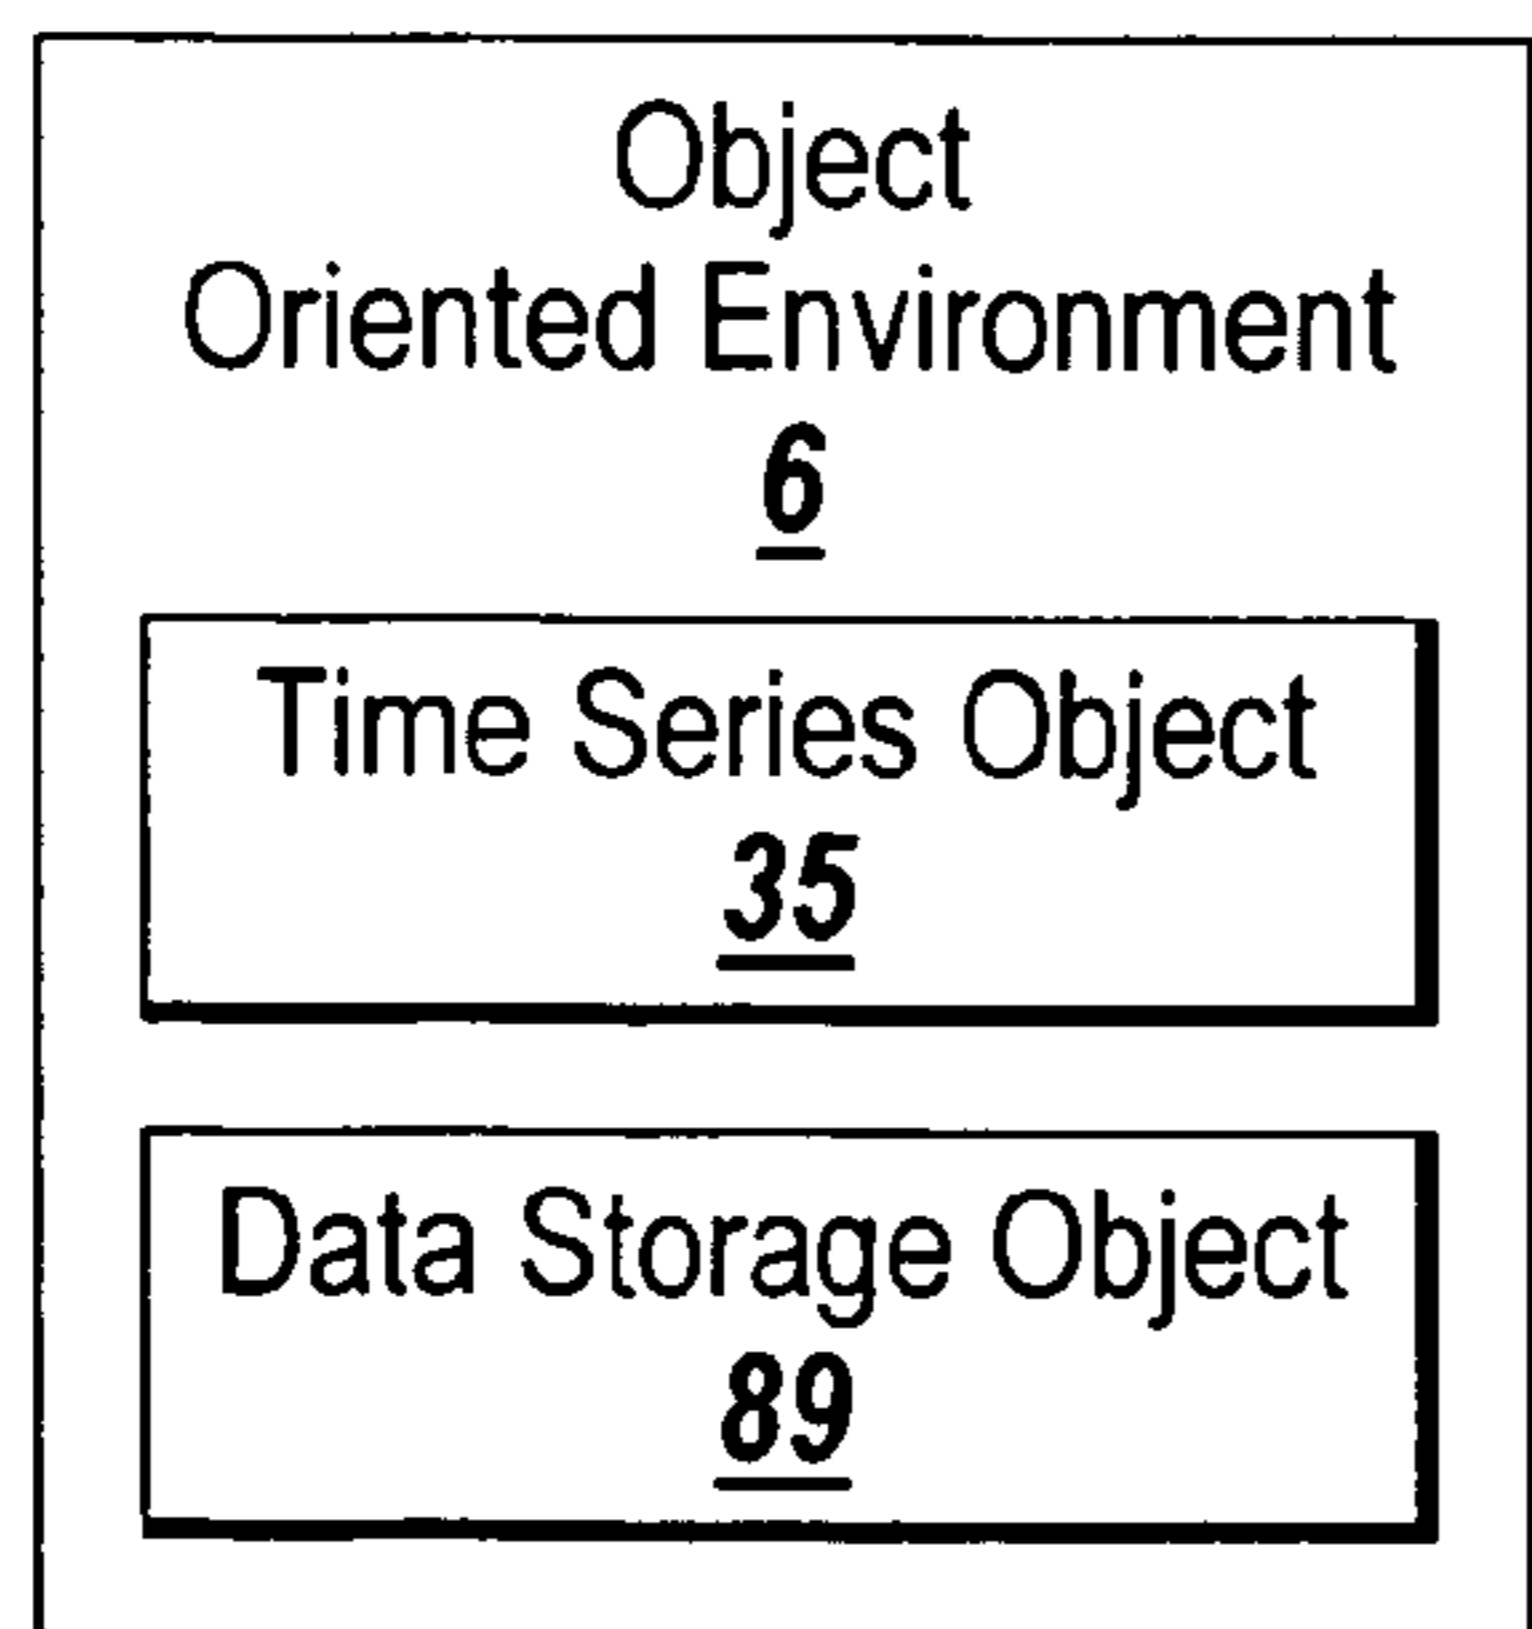 Object
Oriented Environment
6
Time Series Object
35
Data Storage Object
89